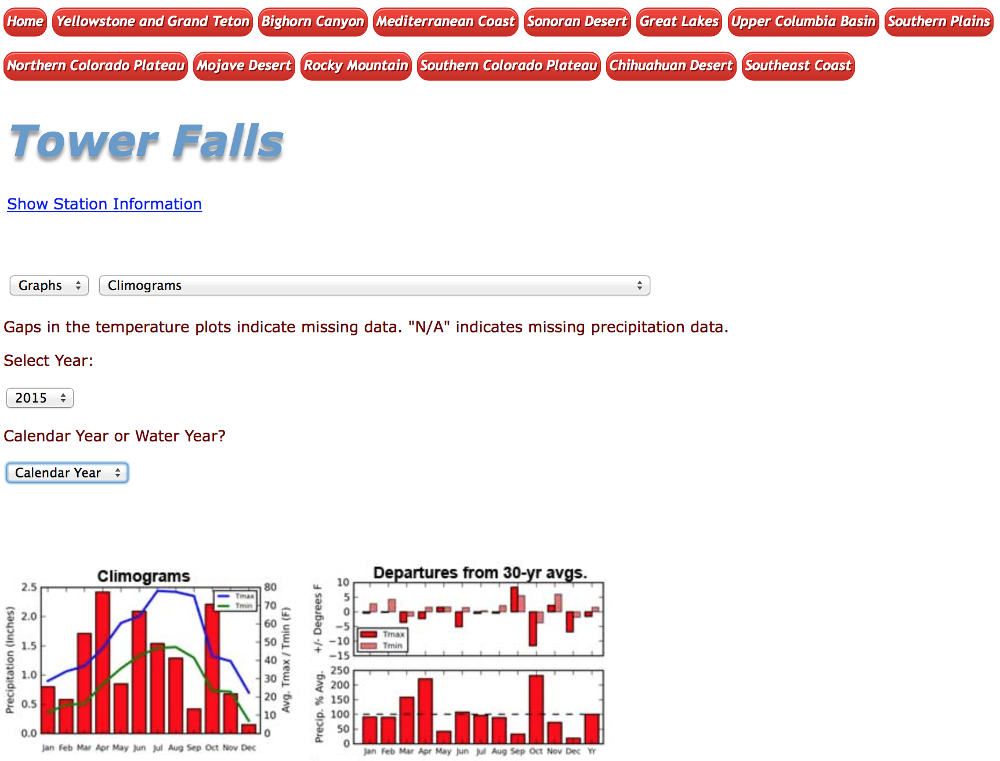 Home Yellowstone and Grand Teton Bighorn Canyon Mediterranean Coast Sonoran Desert Great Lakes Upper Columbia Basin Southern Plains
Northern Colorado Plateau Mojave Desert Rocky Mountain Southern Colorado Plateau Chihuahuan Desert Southeast Coast
Tower Falls
Show Station Information
Graphs Climograms
Gaps in the temperature plots indicate missing data. "N/A" indicates missing precipitation data.
Select Year:
2015
Calendar Year or Water Year?
Calendar Year
Climograms
Precipitation (Inches)
2.5
2.0
1.5
1.0
0.5
0.0
Tmax
Tmin
80
70
60
50
40
30
20
10
0
Avg. Tmax / Tmin (F)
Jan Feb Mar Apr May Jun Jul Aug Sep Oct Nov Dec
Departures from 30-yr avgs.
+/- Degrees F
10
5
0
−5
−10
−15
Tmax
Tmin
Precip. % Avg.
250
200
150
100
50
0
Jan Feb Mar Apr May Jun Jul Aug Sep Oct Nov Dec Yr